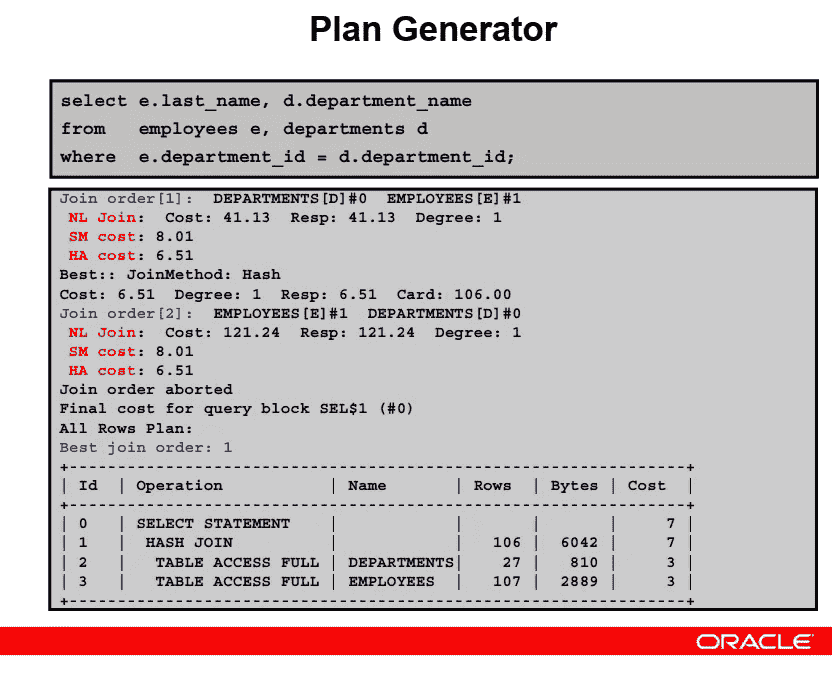 Plan Generator
select e.last_name, d.department_name
from   employees e, departments d
where  e.department_id = d.department_id;
Join order[1]:  DEPARTMENTS[D]#0  EMPLOYEES[E]#1
NL Join:  Cost: 41.13  Resp: 41.13  Degree: 1
SM cost: 8.01
HA cost: 6.51
Best:: JoinMethod: Hash
Cost: 6.51  Degree: 1  Resp: 6.51  Card: 106.00
Join order[2]:  EMPLOYEES[E]#1  DEPARTMENTS[D]#0
NL Join:  Cost: 121.24  Resp: 121.24  Degree: 1
SM cost: 8.01
HA cost: 6.51
Join order aborted
Final cost for query block SEL$1 (#0)
All Rows Plan:
Best join order: 1
+----------------------------------------------------------------+
| Id  | Operation           | Name       | Rows  | Bytes | Cost  |
+----------------------------------------------------------------+
| 0   | SELECT STATEMENT    |            |       |       |     7 |
| 1   |  HASH JOIN          |            |   106 |  6042 |     7 |
| 2   |   TABLE ACCESS FULL | DEPARTMENTS|    27 |   810 |     3 |
| 3   |   TABLE ACCESS FULL | EMPLOYEES  |   107 |  2889 |     3 |
+----------------------------------------------------------------+
ORACLE